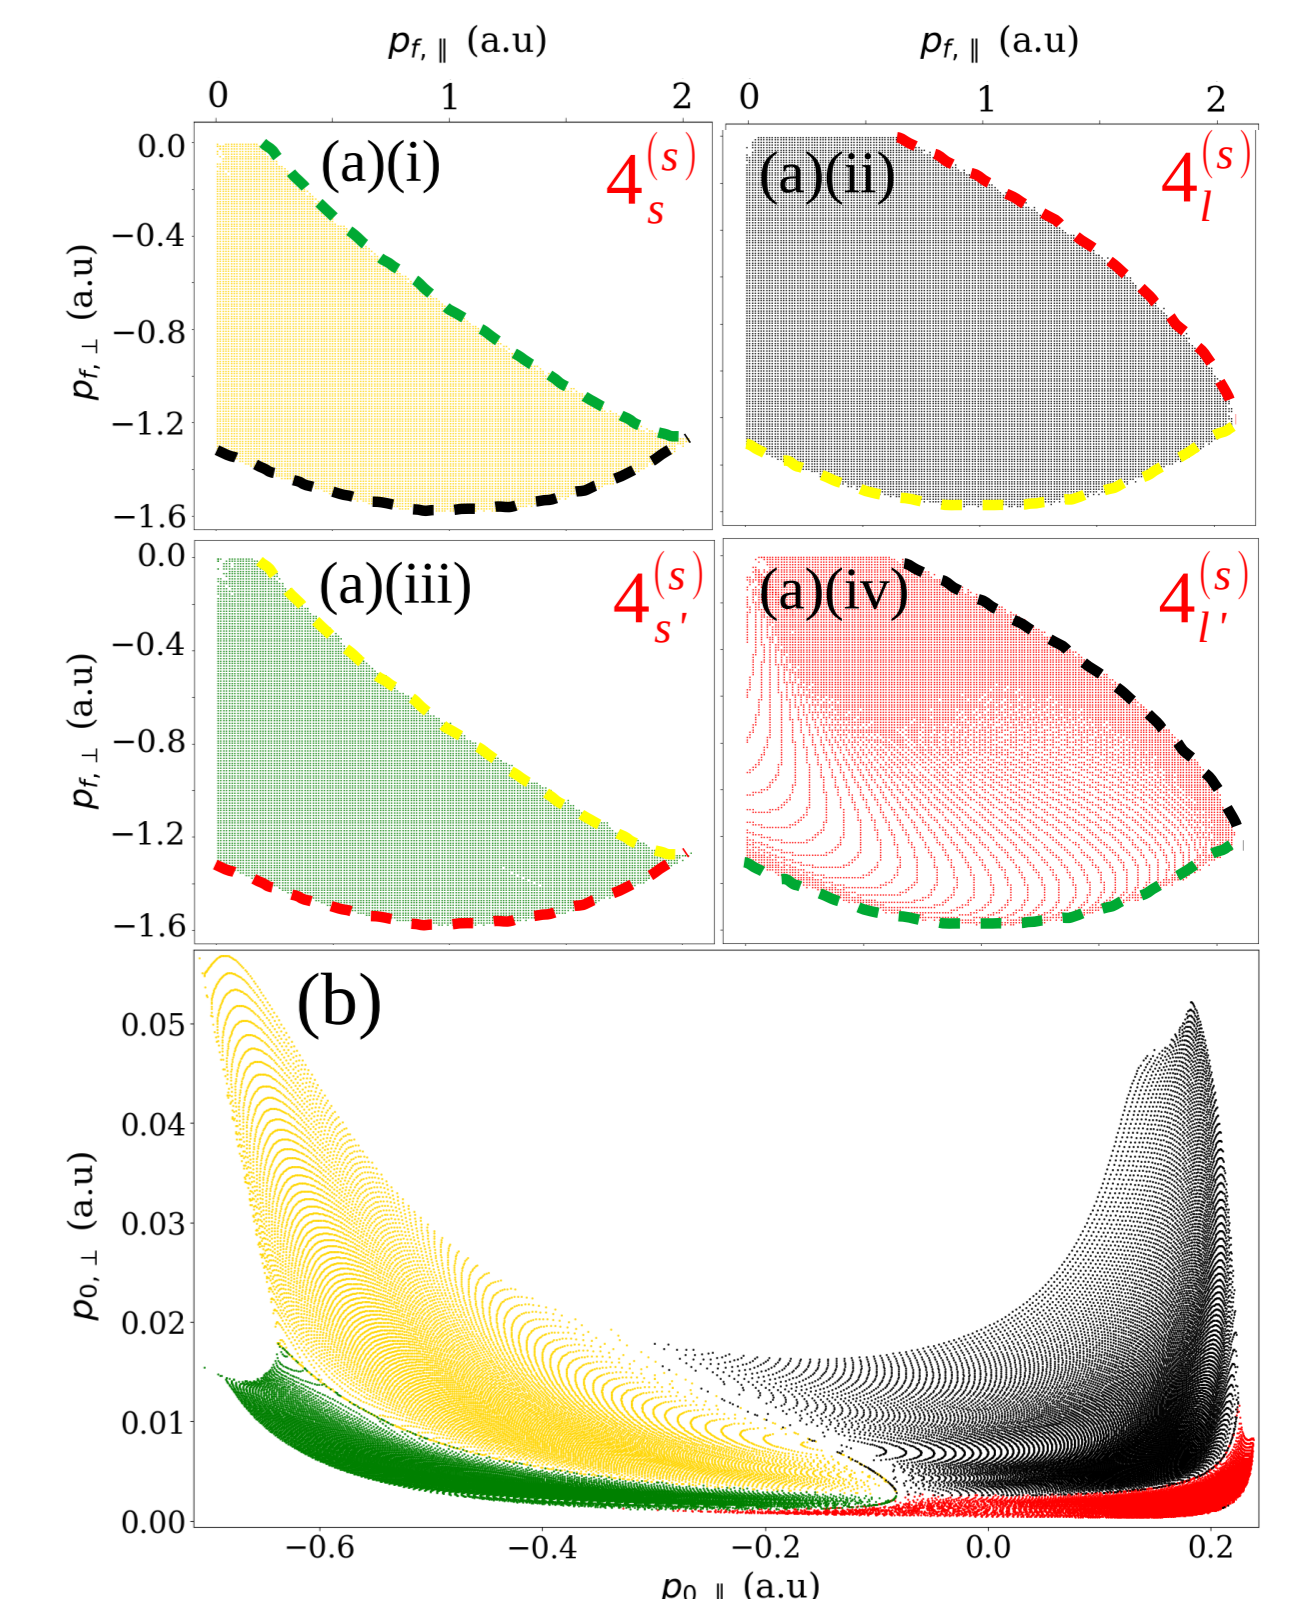 p_{f, ∥} (a.u) p_{f, ∥} (a.u)
0 1 2 0 1 2
(a)(i) 4_s^{(s)} (a)(ii) 4_l^{(s)}
0.0
−0.4
−0.8
−1.2
−1.6
p_{f, ⊥} (a.u)
(a)(iii) 4_{s'}^{(s)} (a)(iv) 4_{l'}^{(s)}
0.0
−0.4
−0.8
−1.2
−1.6
p_{f, ⊥} (a.u)
(b)
0.05
0.04
0.03
0.02
0.01
0.00
p_{0, ⊥} (a.u)
−0.6 −0.4 −0.2 0.0 0.2
p_{0, ∥} (a.u)